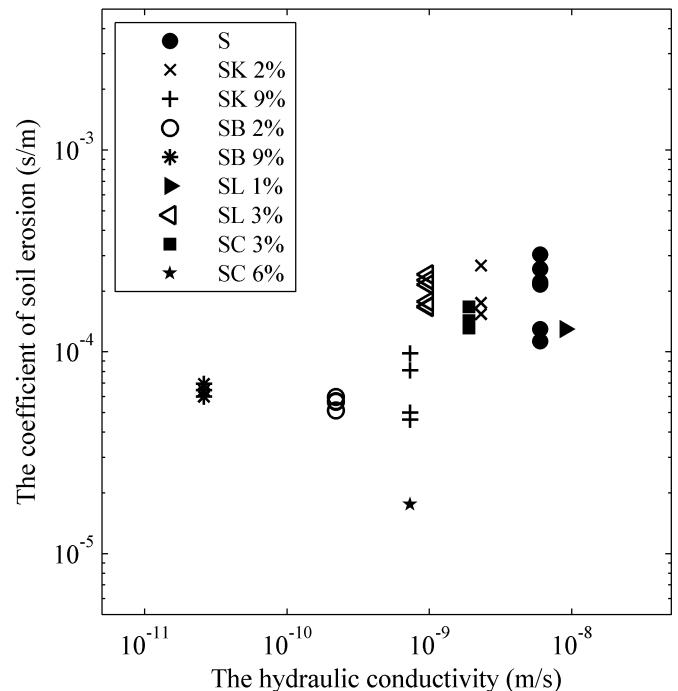 S
SK 2%
SK 9%
SB 2%
SB 9%
SL 1%
SL 3%
SC 3%
SC 6%
The coefficient of soil erosion (s/m)
10⁻³
10⁻⁴
10⁻⁵
10⁻¹¹ 10⁻¹⁰ 10⁻⁹ 10⁻⁸
The hydraulic conductivity (m/s)